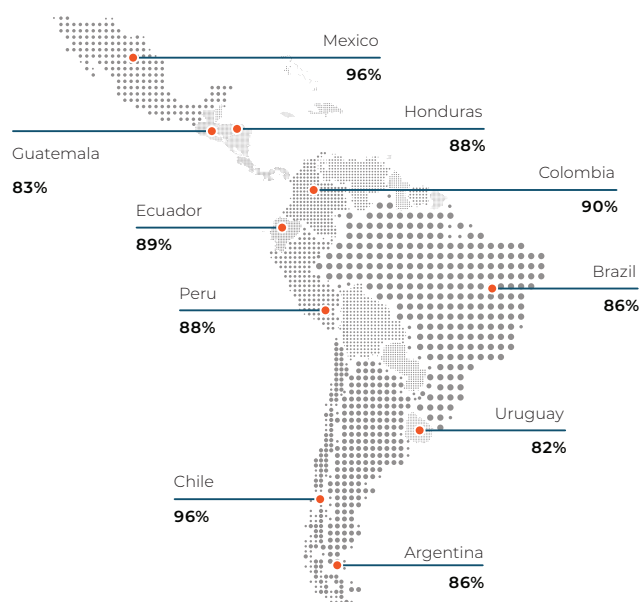 Mexico
96%
Honduras
88%
Guatemala
83%
Colombia
90%
Ecuador
89%
Brazil
86%
Peru
88%
Uruguay
82%
Chile
96%
Argentina
86%